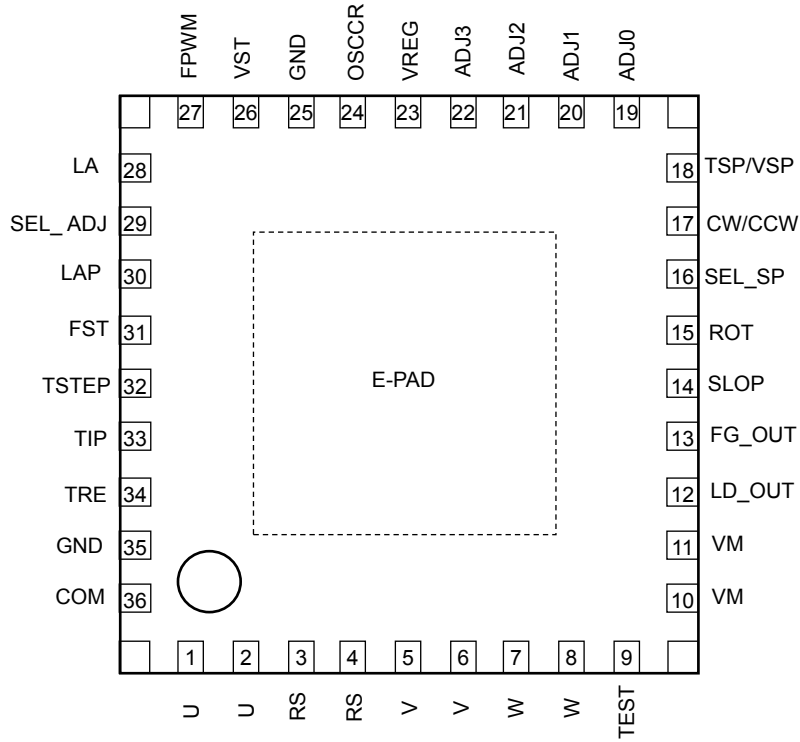 FPWM VST GND OSCCR VREG ADJ3 ADJ2 ADJ1 ADJ0
27 26 25 24 23 22 21 20 19
LA 28 18 TSP/VSP
SEL_ ADJ 29 17 CW/CCW
LAP 30 16 SEL_SP
FST 31 15 ROT
TSTEP 32 E-PAD 14 SLOP
TIP 33 13 FG_OUT
TRE 34 12 LD_OUT
GND 35 11 VM
COM 36 10 VM
1 2 3 4 5 6 7 8 9
U U RS RS V V W W TEST